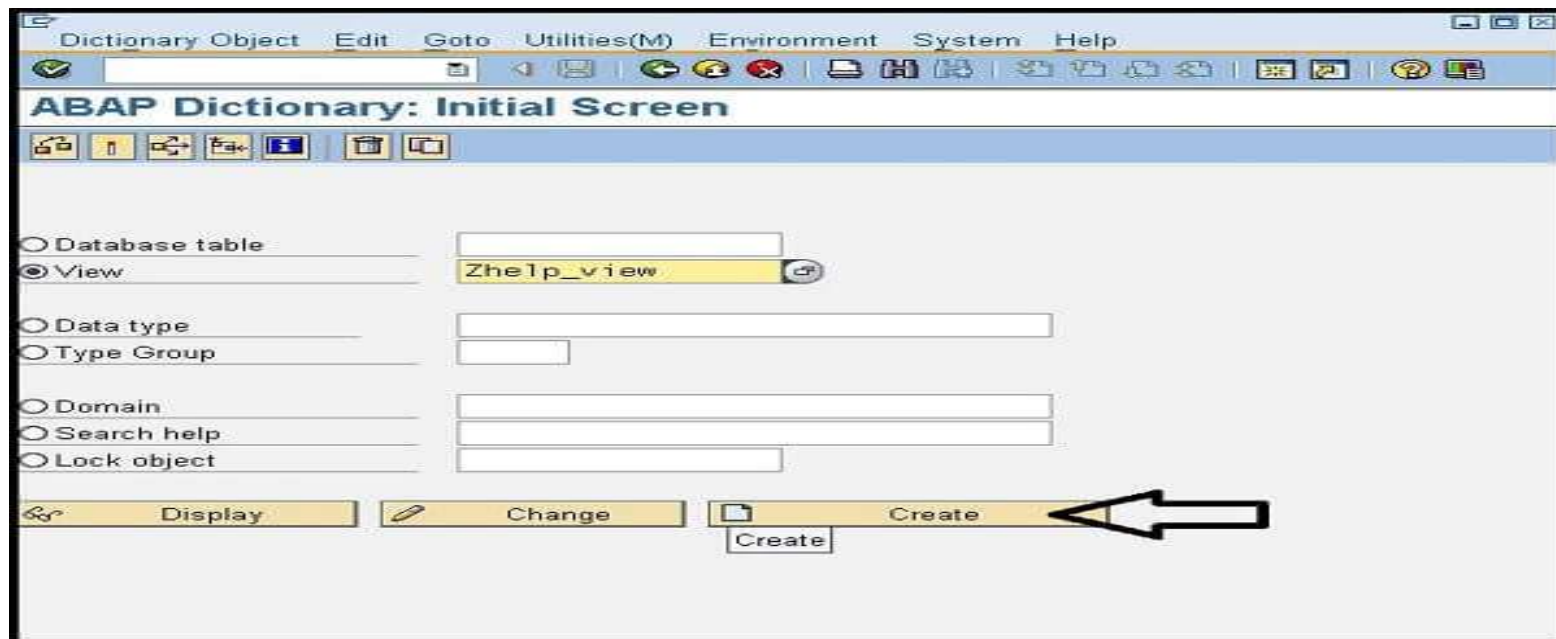 Dictionary Object Edit Goto Utilities(M) Environment System Help
ABAP Dictionary: Initial Screen
Database table
View Zhelp_view
Data type
Type Group
Domain
Search help
Lock object
Display Change Create
Create